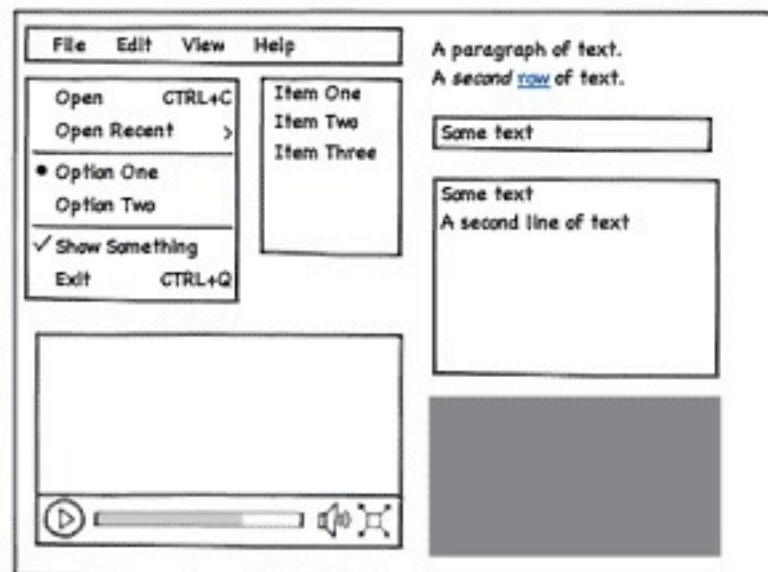 File Edit View Help
Open CTRL+C
Open Recent >
Option One
Option Two
Show Something
Exit CTRL+Q
Item One
Item Two
Item Three
A paragraph of text.
A second row of text.
Some text
Some text
A second line of text